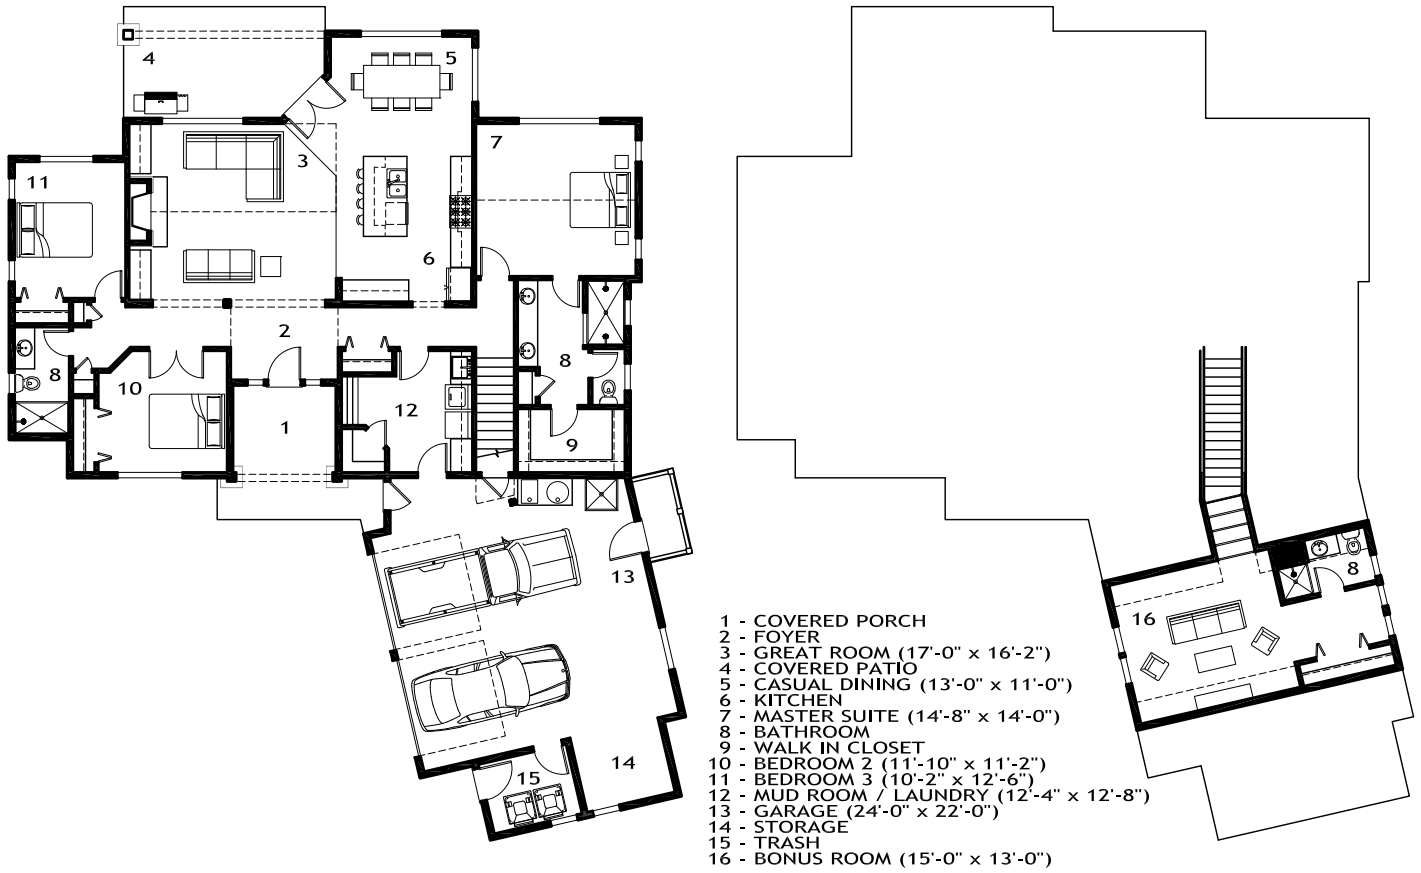 4
5
7
3
11
6
2
8
8
10
12
1
9
13
8
16
14
15
1 - COVERED PORCH
2 - FOYER
3 - GREAT ROOM (17'-0" x 16'-2")
4 - COVERED PATIO
5 - CASUAL DINING (13'-0" x 11'-0")
6 - KITCHEN
7 - MASTER SUITE (14'-8" x 14'-0")
8 - BATHROOM
9 - WALK IN CLOSET
10 - BEDROOM 2 (11'-10" x 11'-2")
11 - BEDROOM 3 (10'-2" x 12'-6")
12 - MUD ROOM / LAUNDRY (12'-4" x 12'-8")
13 - GARAGE (24'-0" x 22'-0")
14 - STORAGE
15 - TRASH
16 - BONUS ROOM (15'-0" x 13'-0")